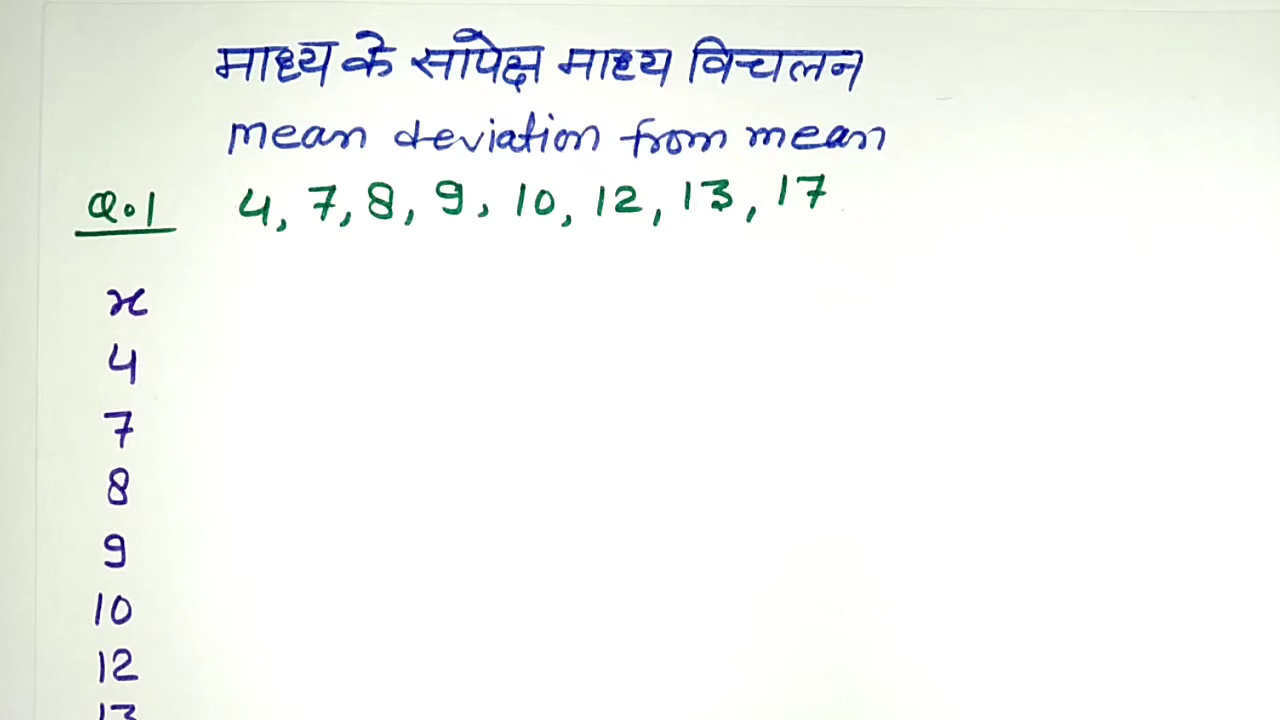 माध्य के सापेक्ष माध्य विचलन
mean deviation from mean
Q.1 4, 7, 8, 9, 10, 12, 13, 17
x
4
7
8
9
10
12
13